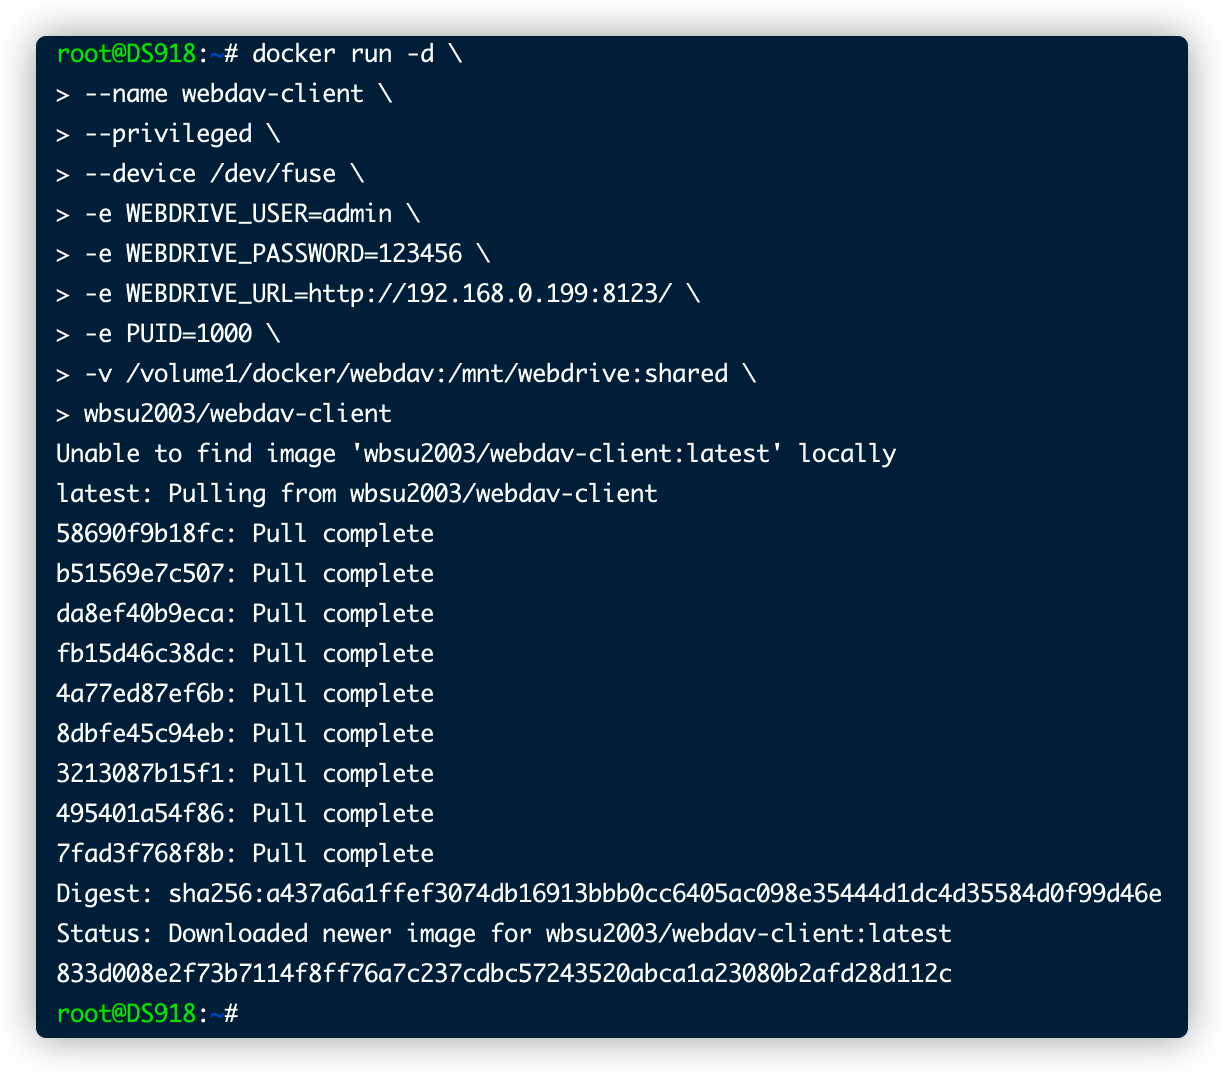 root@DS918:~# docker run -d \
> --name webdav-client \
> --privileged \
> --device /dev/fuse \
> -e WEBDRIVE_USER=admin \
> -e WEBDRIVE_PASSWORD=123456 \
> -e WEBDRIVE_URL=http://192.168.0.199:8123/ \
> -e PUID=1000 \
> -v /volume1/docker/webdav:/mnt/webdrive:shared \
> wbsu2003/webdav-client
Unable to find image 'wbsu2003/webdav-client:latest' locally
latest: Pulling from wbsu2003/webdav-client
58690f9b18fc: Pull complete
b51569e7c507: Pull complete
da8ef40b9eca: Pull complete
fb15d46c38dc: Pull complete
4a77ed87ef6b: Pull complete
8dbfe45c94eb: Pull complete
3213087b15f1: Pull complete
495401a54f86: Pull complete
7fad3f768f8b: Pull complete
Digest: sha256:a437a6a1ffef3074db16913bbb0cc6405ac098e35444d1dc4d35584d0f99d46e
Status: Downloaded newer image for wbsu2003/webdav-client:latest
833d008e2f73b7114f8ff76a7c237cdbc57243520abca1a23080b2afd28d112c
root@DS918:~#